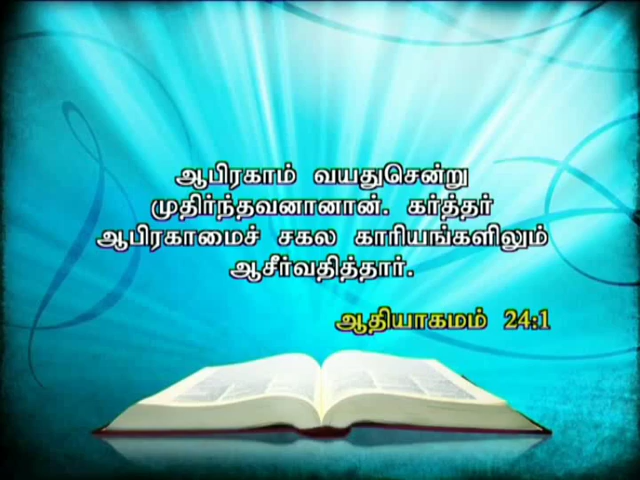 ஆபிரகாம் வயதுசென்று
முதிர்ந்தவனானான். கர்த்தர்
ஆபிரகாமைச் சகல காரியங்களிலும்
ஆசீர்வதித்தார்.
ஆதியாகமம் 24:1